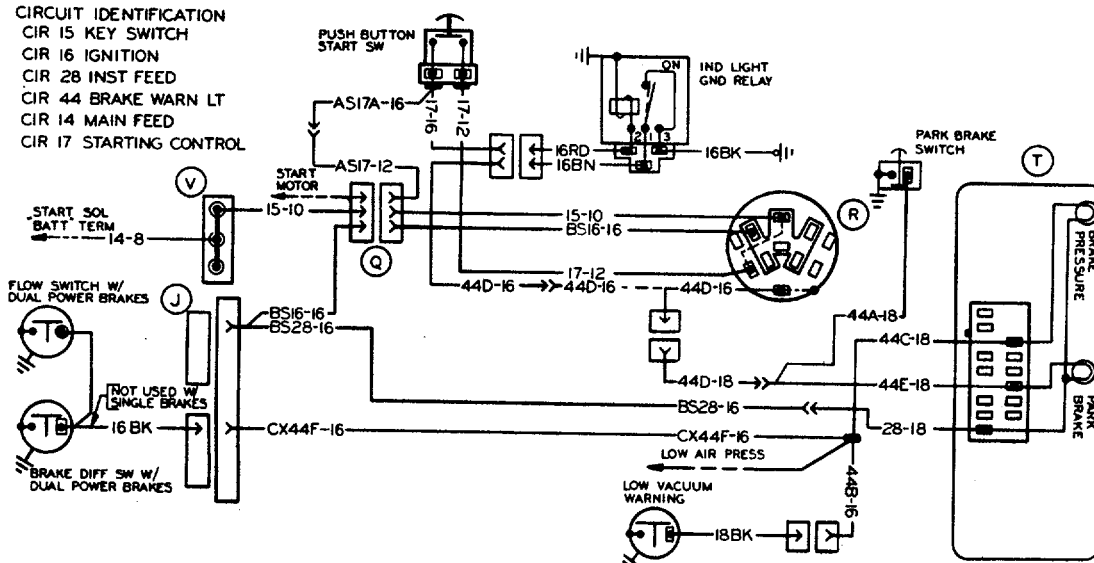 CIRCUIT IDENTIFICATION
CIR 15 KEY SWITCH
CIR 16 IGNITION
CIR 28 INST FEED
CIR 44 BRAKE WARN LT
CIR 14 MAIN FEED
CIR 17 STARTING CONTROL
PUSH BUTTON
START SW
IND LIGHT
GND RELAY
ON
2 1 3
AS17A-16
17-16
17-12
16RD
16BN
16BK
PARK BRAKE
SWITCH
T
AS17-12
START
MOTOR
V
15-10
"START SOL
BATT" TERM
14-8
Q
15-10
BS16-16
R
17-12
44D-16
44D-16
44D-16
FLOW SWITCH W/
DUAL POWER BRAKES
J
BS16-16
BS28-16
44A-18
44C-18
BRAKE
PRESSURE
44D-18
44E-18
NOT USED W/
SINGLE BRAKES
BS28-16
28-18
PARK
BRAKE
16BK
CX44F-16
CX44F-16
LOW AIR PRESS
BRAKE DIFF SW W/
DUAL POWER BRAKES
44B-16
LOW VACUUM
WARNING
18BK